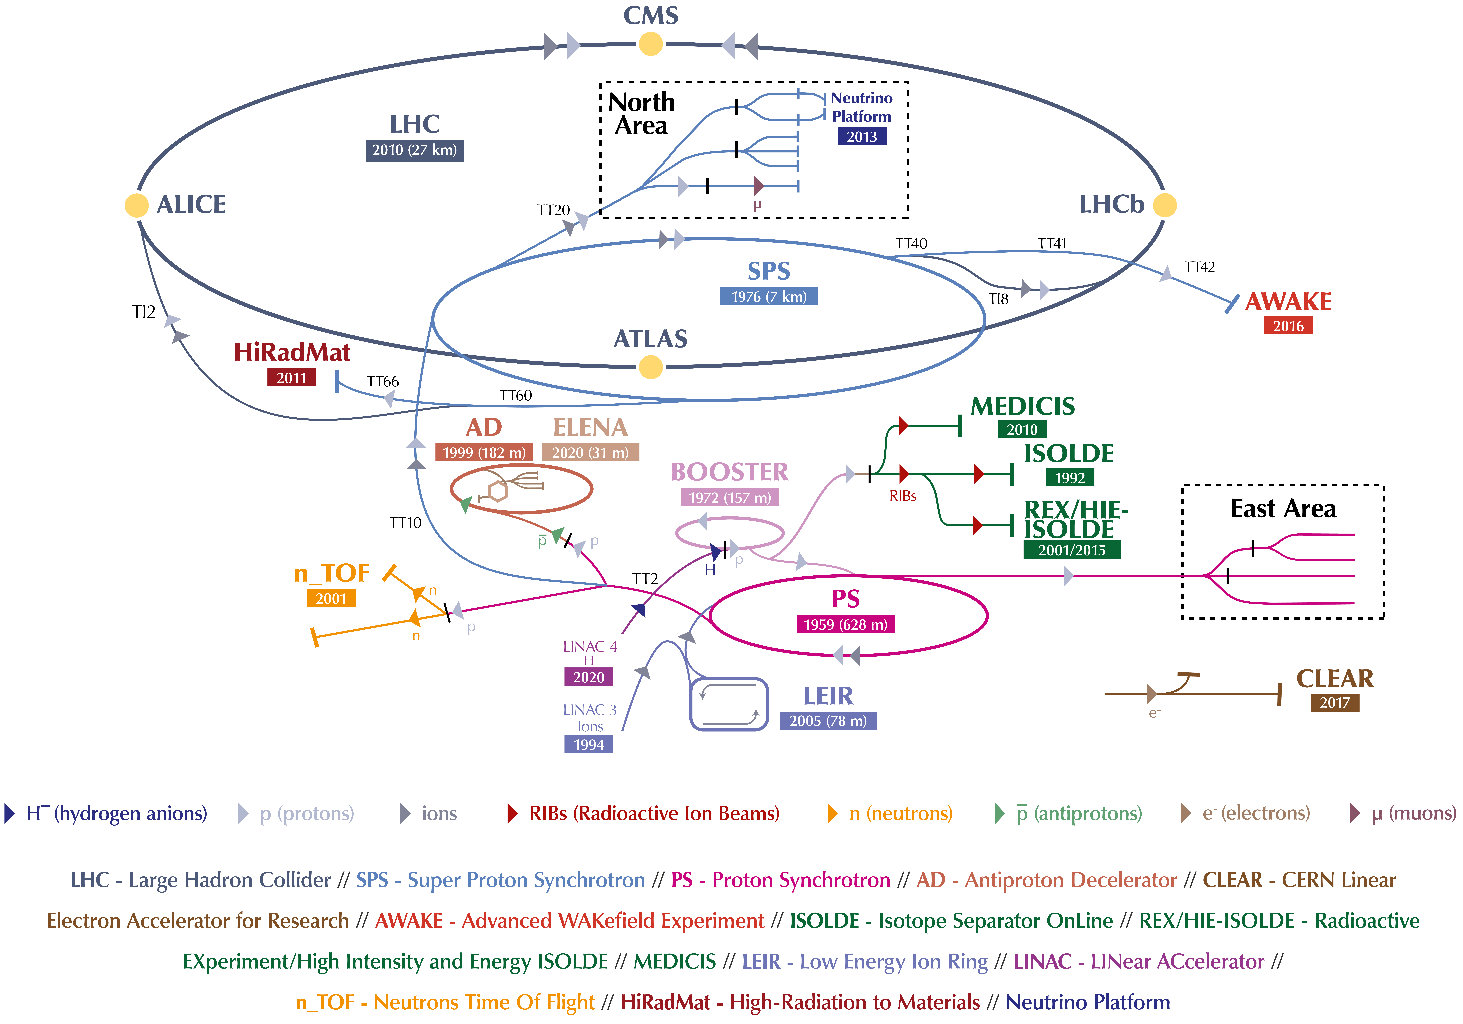 CMS
LHC
2010 (27 km)
North
Area
Neutrino
Platform
2013
μ
ALICE
LHCb
TT20
TT40
TT41
TT42
SPS
1976 (7 km)
TI8
TI2
AWAKE
2016
ATLAS
HiRadMat
2011
TT66
TT60
AD
1999 (182 m)
ELENA
2020 (31 m)
MEDICIS
2010
BOOSTER
1972 (157 m)
ISOLDE
1992
RIBs
REX/HIE-
ISOLDE
2001/2015
East Area
TT10
p̅
p
H⁻
p
n_TOF
2001
n
n
p
TT2
PS
1959 (628 m)
LINAC 4
H⁻
2020
LINAC 3
Ions
1994
LEIR
2005 (78 m)
CLEAR
2017
e⁻
H⁻ (hydrogen anions)
p (protons)
ions
RIBs (Radioactive Ion Beams)
n (neutrons)
p̅ (antiprotons)
e⁻ (electrons)
μ (muons)
LHC - Large Hadron Collider // SPS - Super Proton Synchrotron // PS - Proton Synchrotron // AD - Antiproton Decelerator // CLEAR - CERN Linear
Electron Accelerator for Research // AWAKE - Advanced WAKefield Experiment // ISOLDE - Isotope Separator OnLine // REX/HIE-ISOLDE - Radioactive
EXperiment/High Intensity and Energy ISOLDE // MEDICIS // LEIR - Low Energy Ion Ring // LINAC - LINear ACcelerator //
n_TOF - Neutrons Time Of Flight // HiRadMat - High-Radiation to Materials // Neutrino Platform